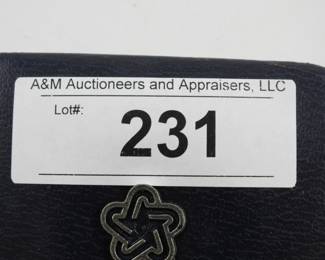 A&M Auctioneers and Appraisers, LLC
Lot#:
231